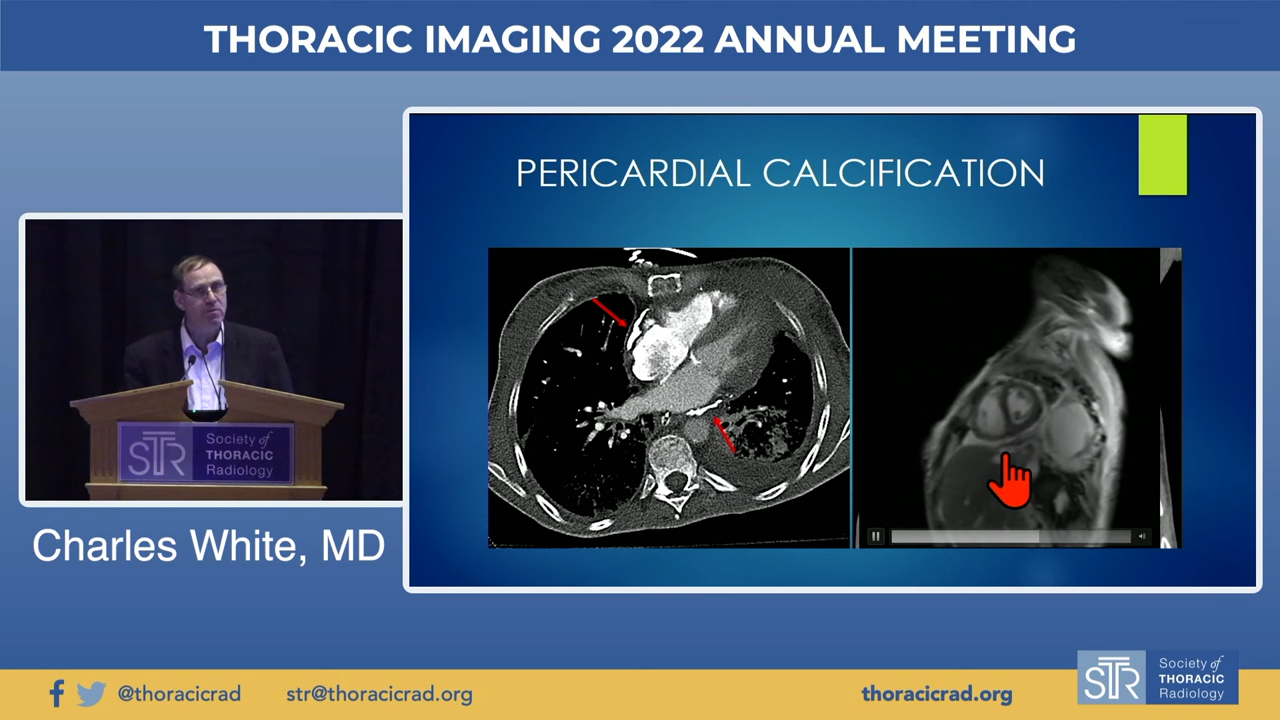 THORACIC IMAGING 2022 ANNUAL MEETING
PERICARDIAL CALCIFICATION
STR
Society of
THORACIC
Radiology
Charles White, MD
@thoracicrad
str@thoracicrad.org
thoracicrad.org
STR
Society of
THORACIC
Radiology